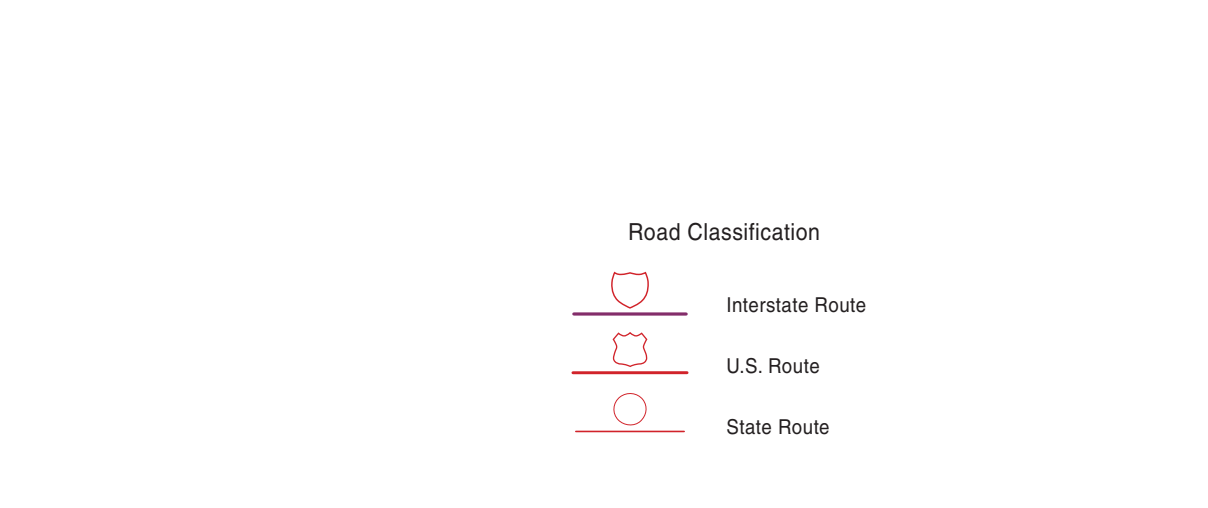 Road Classification
Interstate Route
U.S. Route
State Route